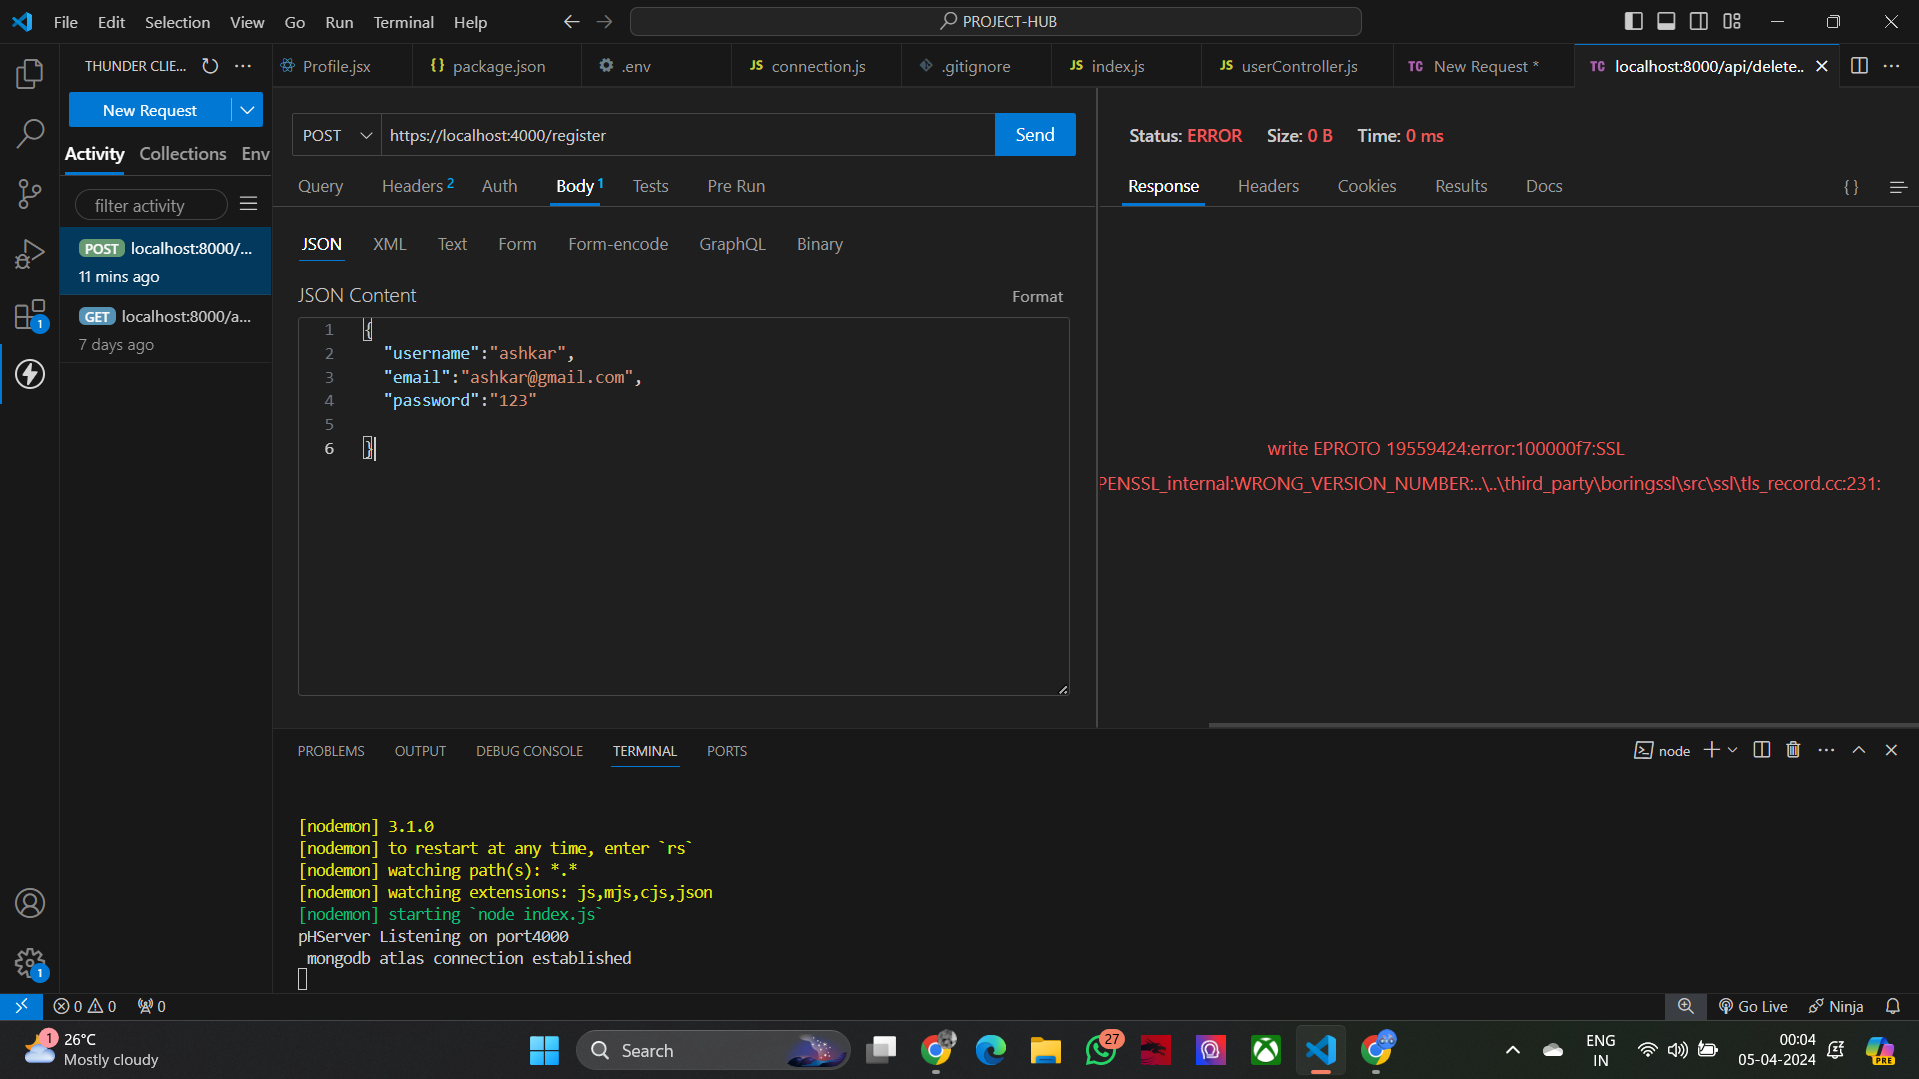 File Edit Selection View Go Run Terminal Help
PROJECT-HUB
THUNDER CLIE...
Profile.jsx
{} package.json
.env
JS connection.js
.gitignore
JS index.js
JS userController.js
TC New Request *
TC localhost:8000/api/delete..
New Request
Activity Collections Env
filter activity
POST localhost:8000/...
11 mins ago
GET localhost:8000/a...
7 days ago
POST https://localhost:4000/register Send
Query Headers 2 Auth Body 1 Tests Pre Run
JSON XML Text Form Form-encode GraphQL Binary
JSON Content Format
1 {
2 "username":"ashkar",
3 "email":"ashkar@gmail.com",
4 "password":"123"
5
6 }
Status: ERROR Size: 0 B Time: 0 ms
Response Headers Cookies Results Docs { }
write EPROTO 19559424:error:100000f7:SSL
PENSSL_internal:WRONG_VERSION_NUMBER:..\..\third_party\boringssl\src\ssl\tls_record.cc:231:
PROBLEMS OUTPUT DEBUG CONSOLE TERMINAL PORTS
node
[nodemon] 3.1.0
[nodemon] to restart at any time, enter `rs`
[nodemon] watching path(s): *.*
[nodemon] watching extensions: js,mjs,cjs,json
[nodemon] starting `node index.js`
pHServer Listening on port4000
mongodb atlas connection established
1
1
0 0 0
Go Live Ninja
1
26°C
Mostly cloudy
Search
27
ENG
IN
00:04
05-04-2024
PRE